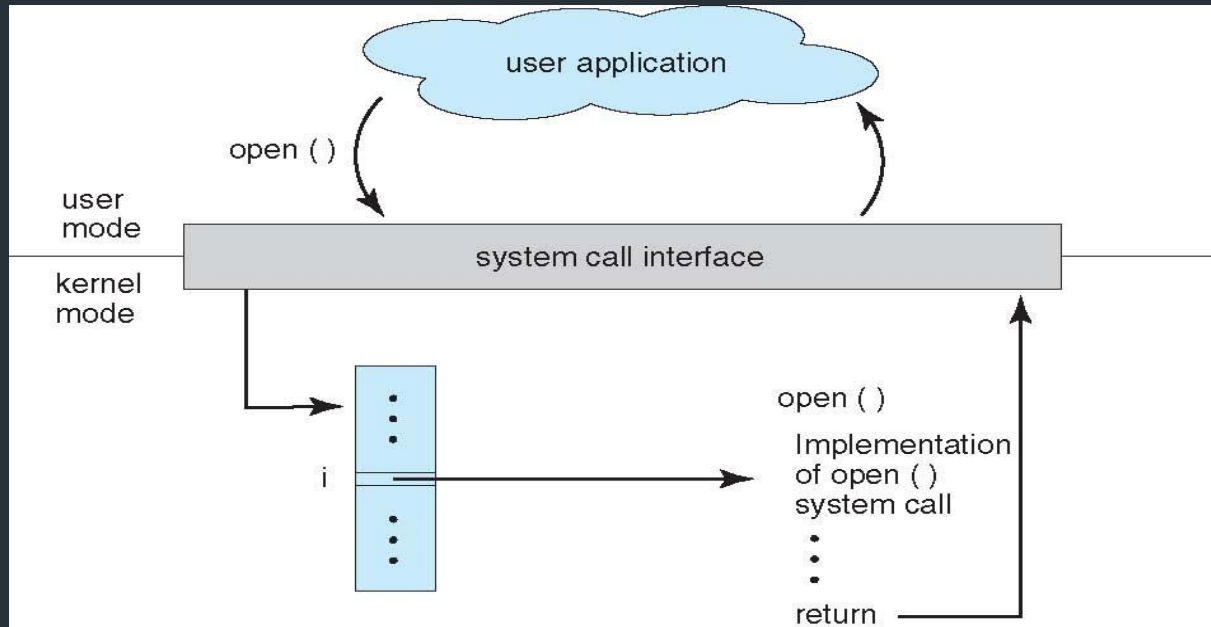 user application
open ( )
user
mode
system call interface
kernel
mode
open ( )
Implementation
of open ( )
system call
i
return